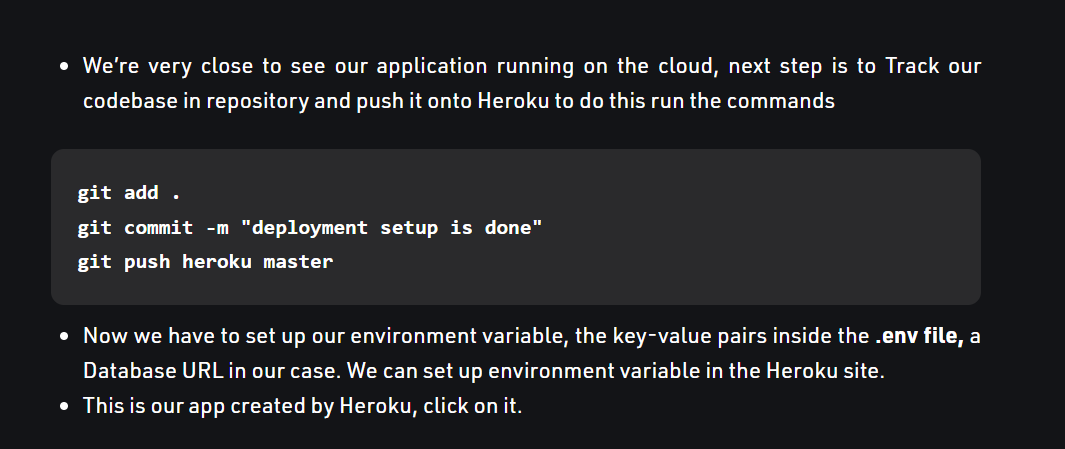 • We’re very close to see our application running on the cloud, next step is to Track our
codebase in repository and push it onto Heroku to do this run the commands
git add .
git commit -m "deployment setup is done"
git push heroku master
• Now we have to set up our environment variable, the key-value pairs inside the .env file, a
Database URL in our case. We can set up environment variable in the Heroku site.
• This is our app created by Heroku, click on it.